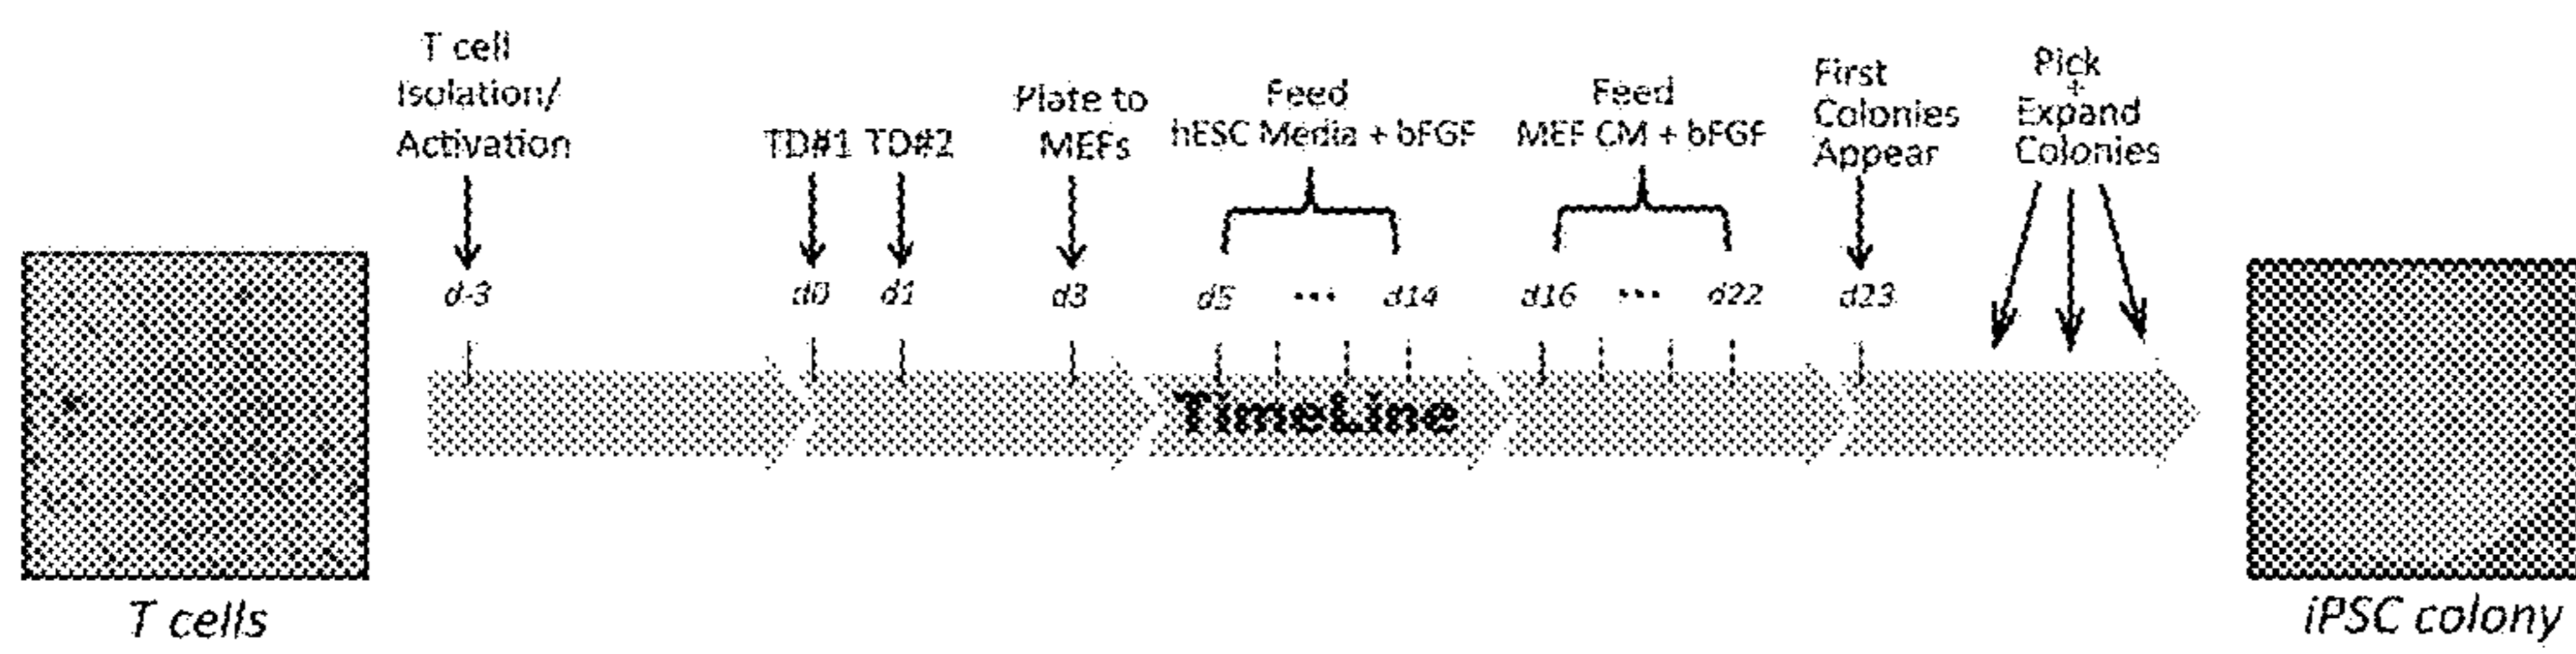 T cell
Isolation/
Activation
TD#1 TD#2
Plate to
MEFs
Feed
hESC Media + bFGF
Feed
MEF CM + bFGF
First
Colonies
Appear
Pick
+
Expand
Colonies
d-3
d0
d1
d3
d5
...
d14
d16
...
d22
d23
TimeLine
T cells
iPSC colony